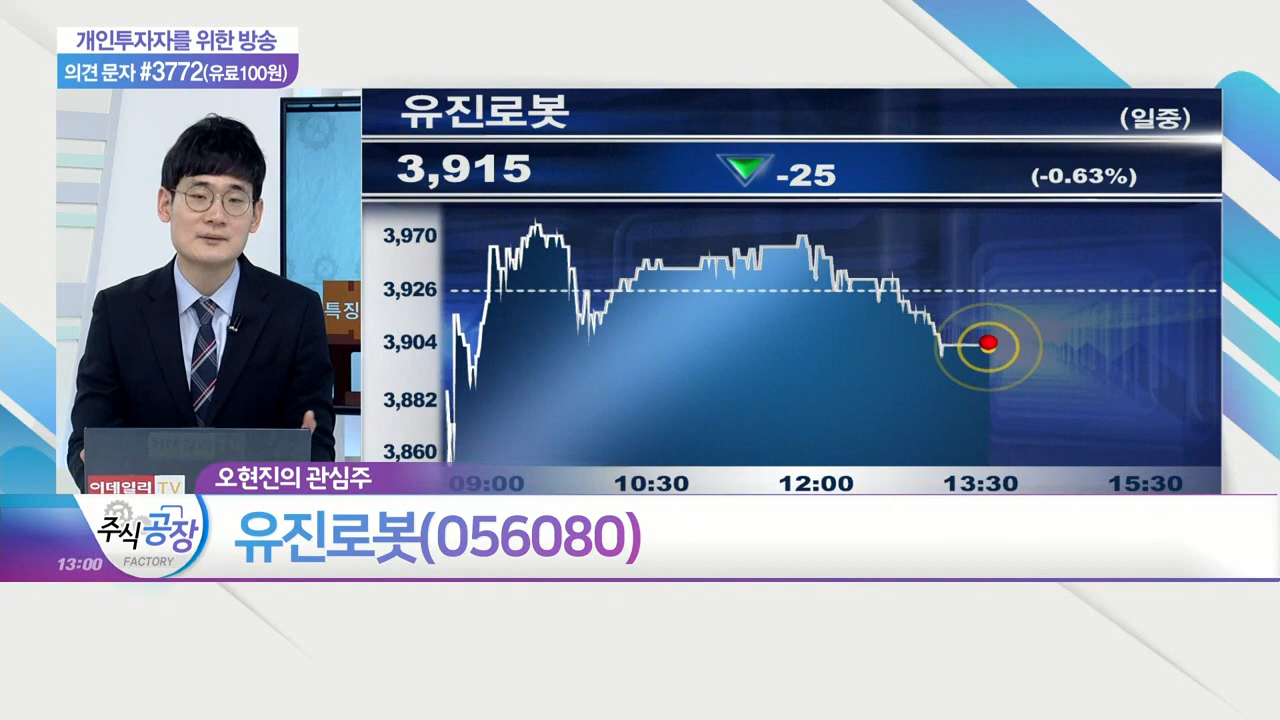 개인투자자를 위한 방송
의견 문자 #3772(유료100원)
유진로봇
(일중)
3,915
-25
(-0.63%)
3,970
3,926
3,904
3,882
3,860
09:00
10:30
12:00
13:30
15:30
특징
이데일리 TV
오현진의 관심주
주식공장
FACTORY
13:00
유진로봇(056080)